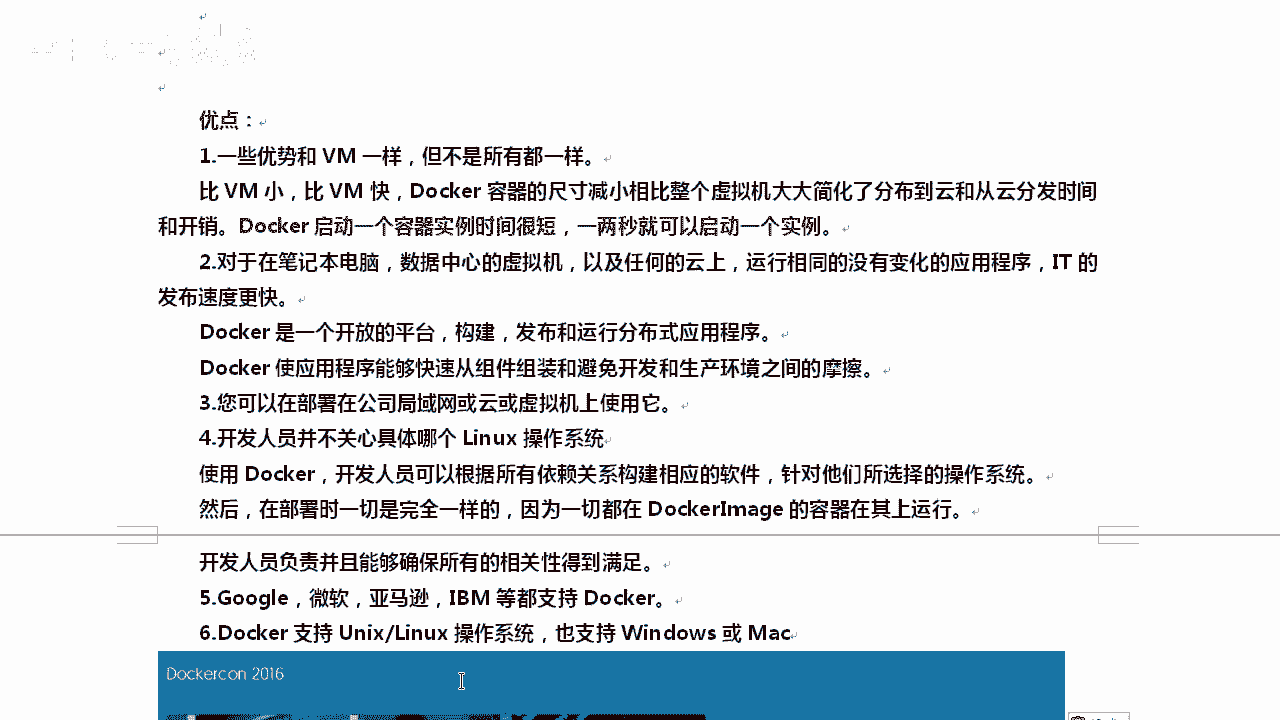 优点：
1.一些优势和 VM 一样，但不是所有都一样。
比 VM 小，比 VM 快，Docker 容器的尺寸减小相比整个虚拟机大大简化了分布到云和从云分发时间
和开销。Docker 启动一个容器实例时间很短，一两秒就可以启动一个实例。
2.对于在笔记本电脑，数据中心的虚拟机，以及任何的云上，运行相同的没有变化的应用程序，IT 的
发布速度更快。
Docker 是一个开放的平台，构建，发布和运行分布式应用程序。
Docker 使应用程序能够快速从组件组装和避免开发和生产环境之间的摩擦。
3.您可以在部署在公司局域网或云或虚拟机上使用它。
4.开发人员并不关心具体哪个 Linux 操作系统
使用 Docker，开发人员可以根据所有依赖关系构建相应的软件，针对他们所选择的操作系统。
然后，在部署时一切是完全一样的，因为一切都在 DockerImage 的容器在其上运行。
开发人员负责并且能够确保所有的相关性得到满足。
5.Google，微软，亚马逊，IBM 等都支持 Docker。
6.Docker 支持 Unix/Linux 操作系统，也支持 Windows 或 Mac
Dockercon 2016